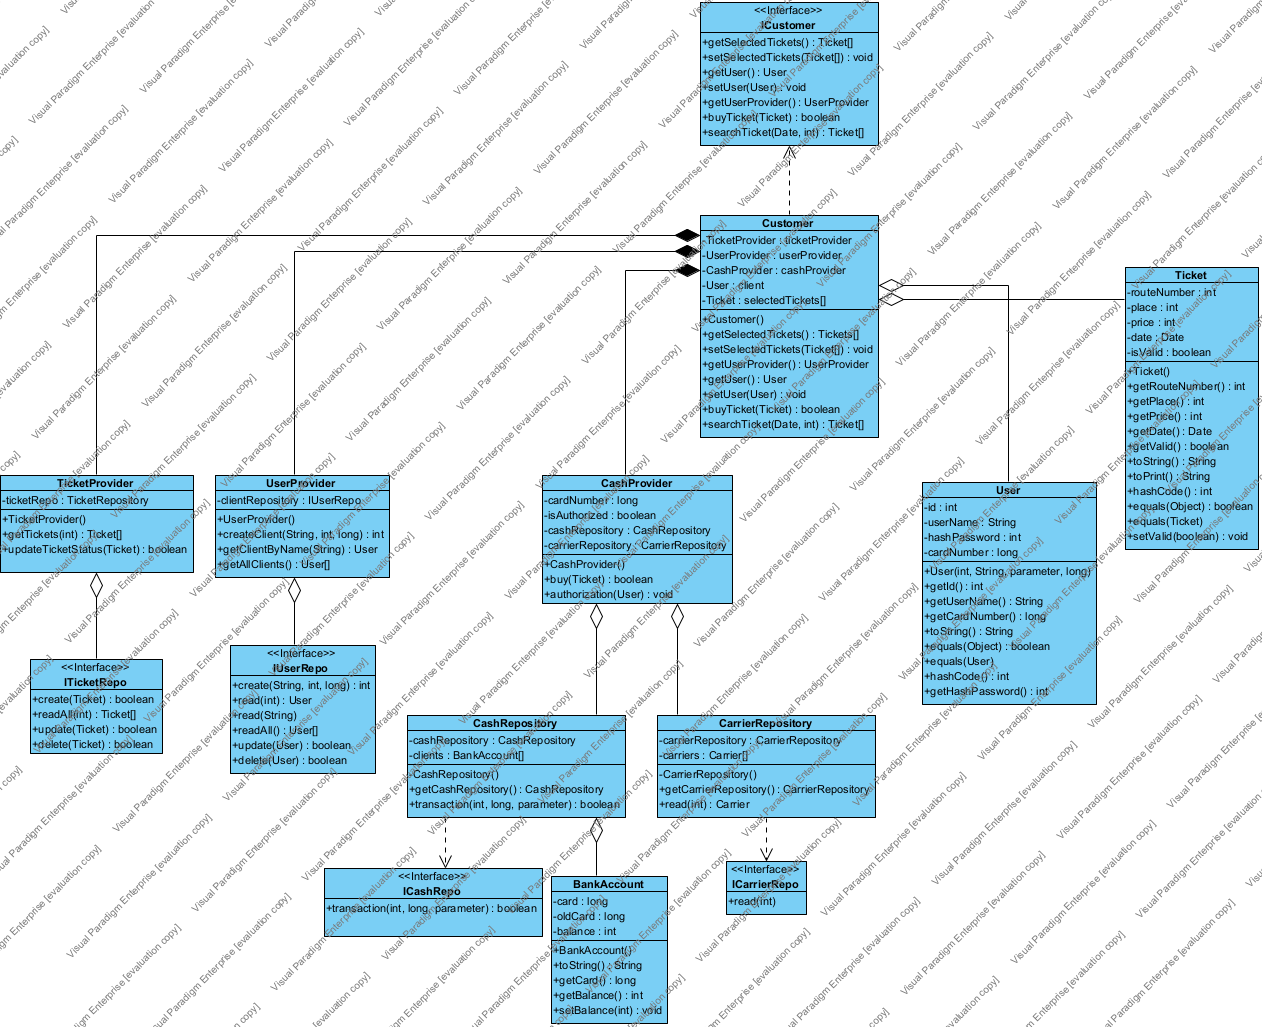 <<Interface>>
ICustomer
+getSelectedTickets() : Ticket[]
+setSelectedTickets(Ticket[]) : void
+getUser() : User
+setUser(User) : void
+getUserProvider() : UserProvider
+buyTicket(Ticket) : boolean
+searchTicket(Date, int) : Ticket[]
Customer
-TicketProvider : ticketProvider
-UserProvider : userProvider
-CashProvider : cashProvider
-User : client
-Ticket : selectedTickets[]
+Customer()
+getSelectedTickets() : Tickets[]
+setSelectedTickets(Ticket[]) : void
+getUserProvider() : UserProvider
+getUser() : User
+setUser(User) : void
+buyTicket(Ticket) : boolean
+searchTicket(Date, int) : Ticket[]
Ticket
-routeNumber : int
-place : int
-price : int
-date : Date
-isValid : boolean
+Ticket()
+getRouteNumber() : int
+getPlace() : int
+getPrice() : int
+getDate() : Date
+getValid() : boolean
+toString() : String
+toPrint() : String
+hashCode() : int
+equals(Object) : boolean
+equals(Ticket)
+setValid(boolean) : void
TicketProvider
-ticketRepo : TicketRepository
+TicketProvider()
+getTickets(int) : Ticket[]
+updateTicketStatus(Ticket) : boolean
UserProvider
-clientRepository : IUserRepo
+UserProvider()
+createClient(String, int, long) : int
+getClientByName(String) : User
+getAllClients() : User[]
CashProvider
-cardNumber : long
-isAuthorized : boolean
-cashRepository : CashRepository
-carrierRepository : CarrierRepository
+CashProvider()
+buy(Ticket) : boolean
+authorization(User) : void
User
-id : int
-userName : String
-hashPassword : int
-cardNumber : long
+User(int, String, parameter, long)
+getId() : int
+getUserName() : String
+getCardNumber() : long
+toString() : String
+equals(Object) : boolean
+equals(User)
+hashCode() : int
+getHashPassword() : int
<<Interface>>
ITicketRepo
+create(Ticket) : boolean
+readAll(int) : Ticket[]
+update(Ticket) : boolean
+delete(Ticket) : boolean
<<Interface>>
IUserRepo
+create(String, int, long) : int
+read(int) : User
+read(String)
+readAll() : User[]
+update(User) : boolean
+delete(User) : boolean
CashRepository
-cashRepository : CashRepository
-clients : BankAccount[]
-CashRepository()
+getCashRepository() : CashRepository
+transaction(int, long, parameter) : boolean
CarrierRepository
-carrierRepository : CarrierRepository
-carriers : Carrier[]
-CarrierRepository()
+getCarrierRepository() : CarrierRepository
+read(int) : Carrier
<<Interface>>
ICashRepo
+transaction(int, long, parameter) : boolean
BankAccount
-card : long
-oldCard : long
-balance : int
+BankAccount()
+toString() : String
+getCard() : long
+getBalance() : int
+setBalance(int) : void
<<Interface>>
ICarrierRepo
+read(int)
Visual Paradigm Enterprise [evaluation copy]